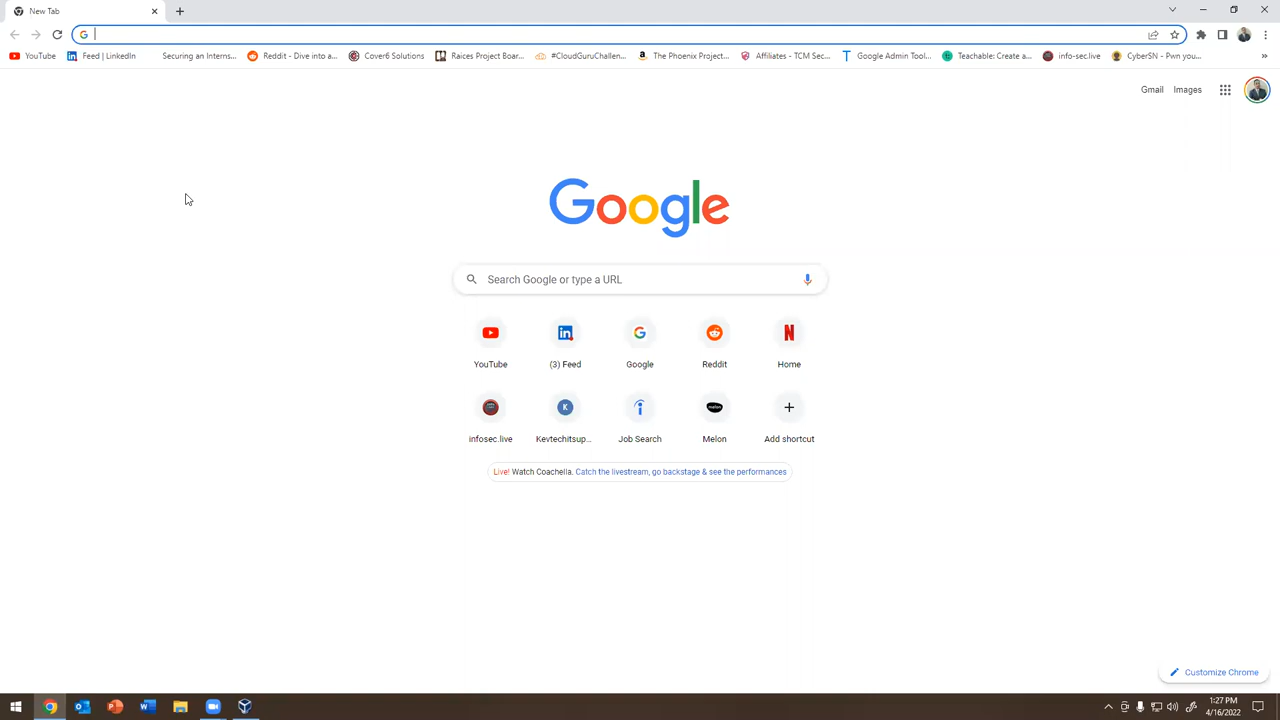 New Tab
YouTube Feed | LinkedIn Securing an Interns... Reddit - Dive into a... Cover6 Solutions Raices Project Boar... #CloudGuruChallen... The Phoenix Project... Affiliates - TCM Sec... Google Admin Tool... Teachable: Create a... info-sec.live CyberSN - Pwn you... »
Gmail Images
Google
Search Google or type a URL
YouTube (3) Feed Google Reddit Home
infosec.live Kevtechitsup... Job Search Melon Add shortcut
Live! Watch Coachella. Catch the livestream, go backstage & see the performances
Customize Chrome
1:27 PM
4/16/2022